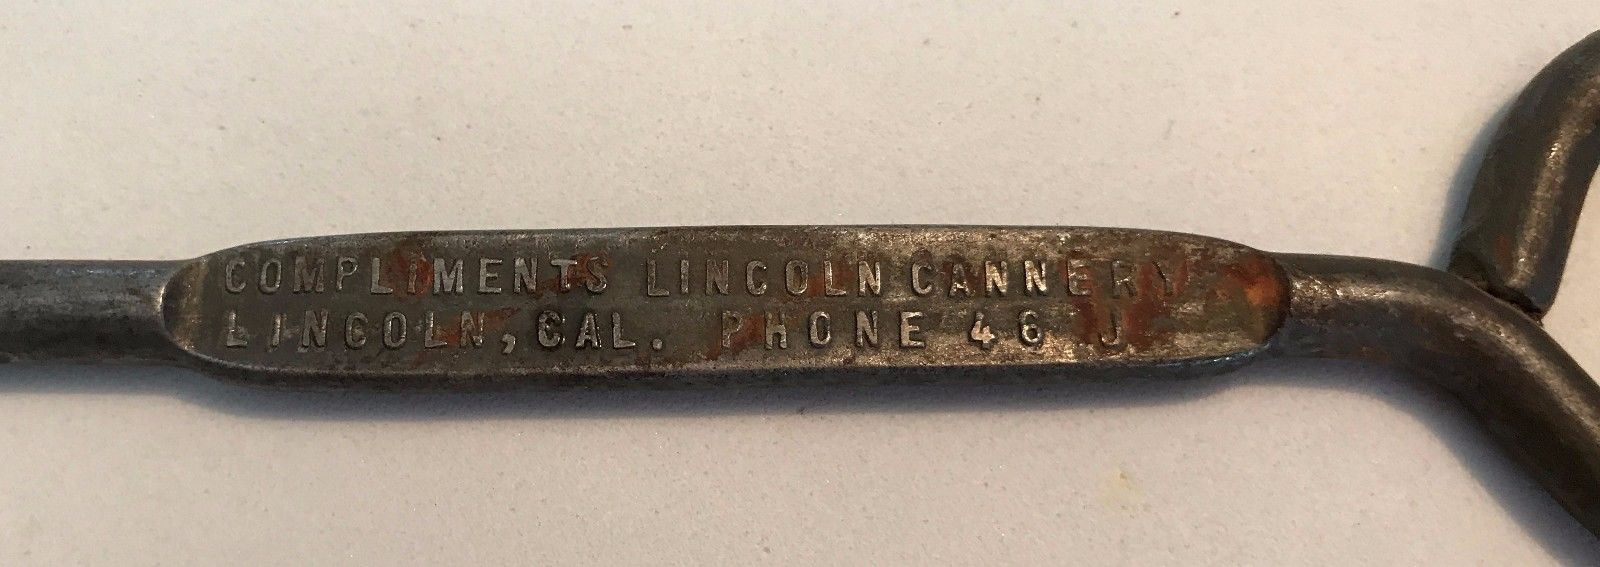 COMPLIMENTS LINCOLN CANNERY
LINCOLN, CAL. PHONE 46 J